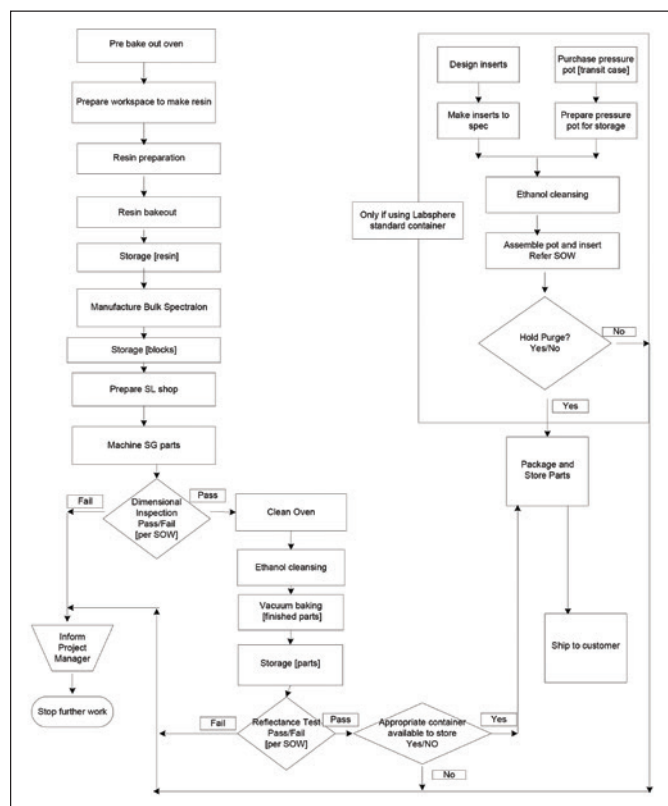 Pre bake out oven
Prepare workspace to make resin
Resin preparation
Resin bakeout
Storage [resin]
Manufacture Bulk Spectralon
Storage [blocks]
Prepare SL shop
Machine SG parts
Dimensional
Inspection
Pass/Fail
[per SOW]
Fail
Pass
Inform
Project
Manager
Stop further work
Clean Oven
Ethanol cleansing
Vacuum baking
[finished parts]
Storage [parts]
Reflectance Test
Pass/Fail
[per SOW]
Fail
Pass
Appropriate container
available to store
Yes/NO
Yes
No
Only if using Labsphere
standard container
Design inserts
Purchase pressure
pot [transit case]
Make inserts to
spec
Prepare pressure
pot for storage
Ethanol cleansing
Assemble pot and insert
Refer SOW
Hold Purge?
Yes/No
No
Yes
Package and
Store Parts
Ship to customer